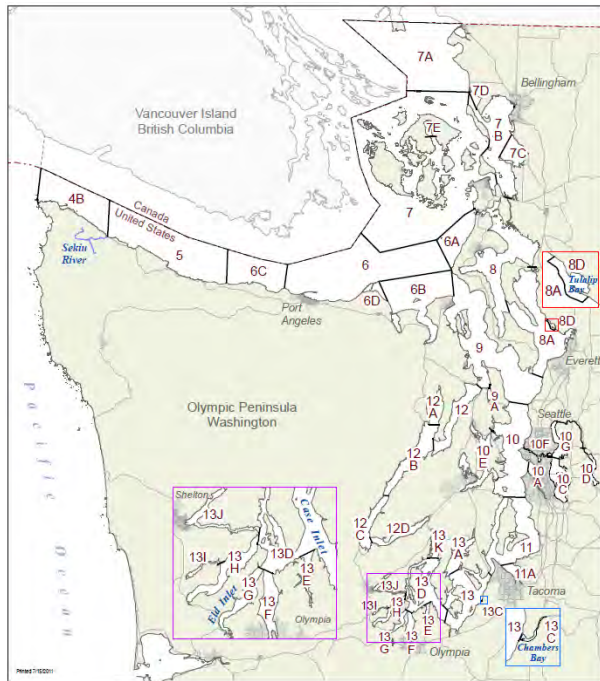 7A
7D
Bellingham
Vancouver Island
British Columbia
7E
7
B
7C
4B
Canada
United States
7
Sekiu
River
5
6C
6
6A
8
8D
8A
Tulalip
Bay
6D
6B
Port
Angeles
8D
8A
9
Everett
Olympic Peninsula
Washington
12
A
12
9
A
Seattle
10
10F
10
G
10
E
12
B
10
A
10
C
10
D
Pacific Ocean
Shelton
13J
Case Inlet
12
C
12D
13
K
13
A
11
13I
13
H
13D
13
E
11A
Tacoma
Eld Inlet
13
G
13
F
Olympia
13J
13
D
13I
13
H
13
13C
13
E
13
G
13
F
Olympia
13
13
C
Chambers
Bay
Printed 7/15/2011